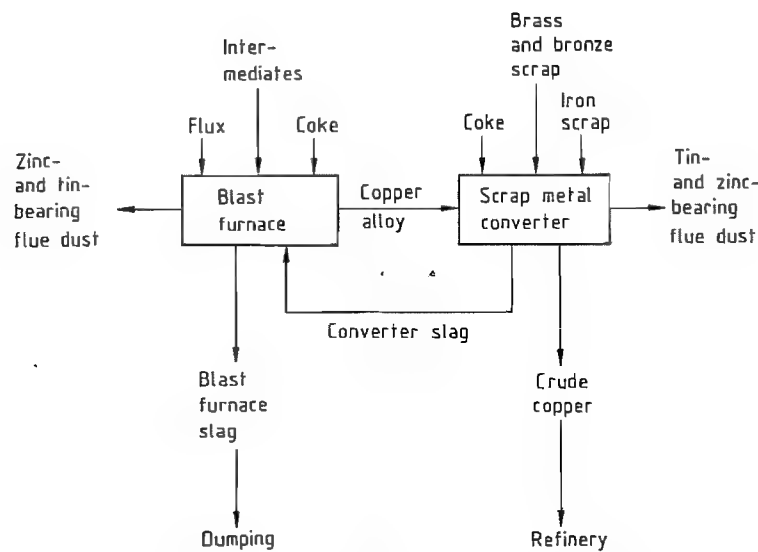 Inter-
mediates
Brass
and bronze
scrap
Flux
Coke
Coke
Iron
scrap
Zinc-
and tin-
bearing
flue dust
Blast
furnace
Copper
alloy
Scrap metal
converter
Tin-
and zinc-
bearing
flue dust
Converter slag
Blast
furnace
slag
Crude
copper
Dumping
Refinery